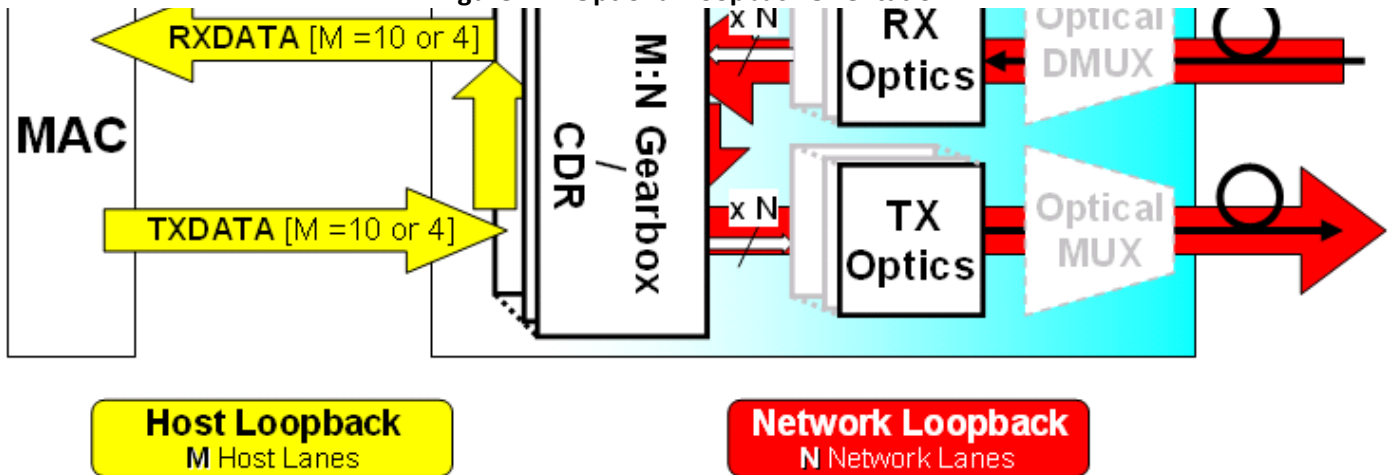 RXDATA [M =10 or 4]
x N
RX
Optics
Optical
DMUX
MAC
M:N Gearbox
CDR
/
TXDATA [M =10 or 4]
x N
TX
Optics
Optical
MUX
Host Loopback
M Host Lanes
Network Loopback
N Network Lanes